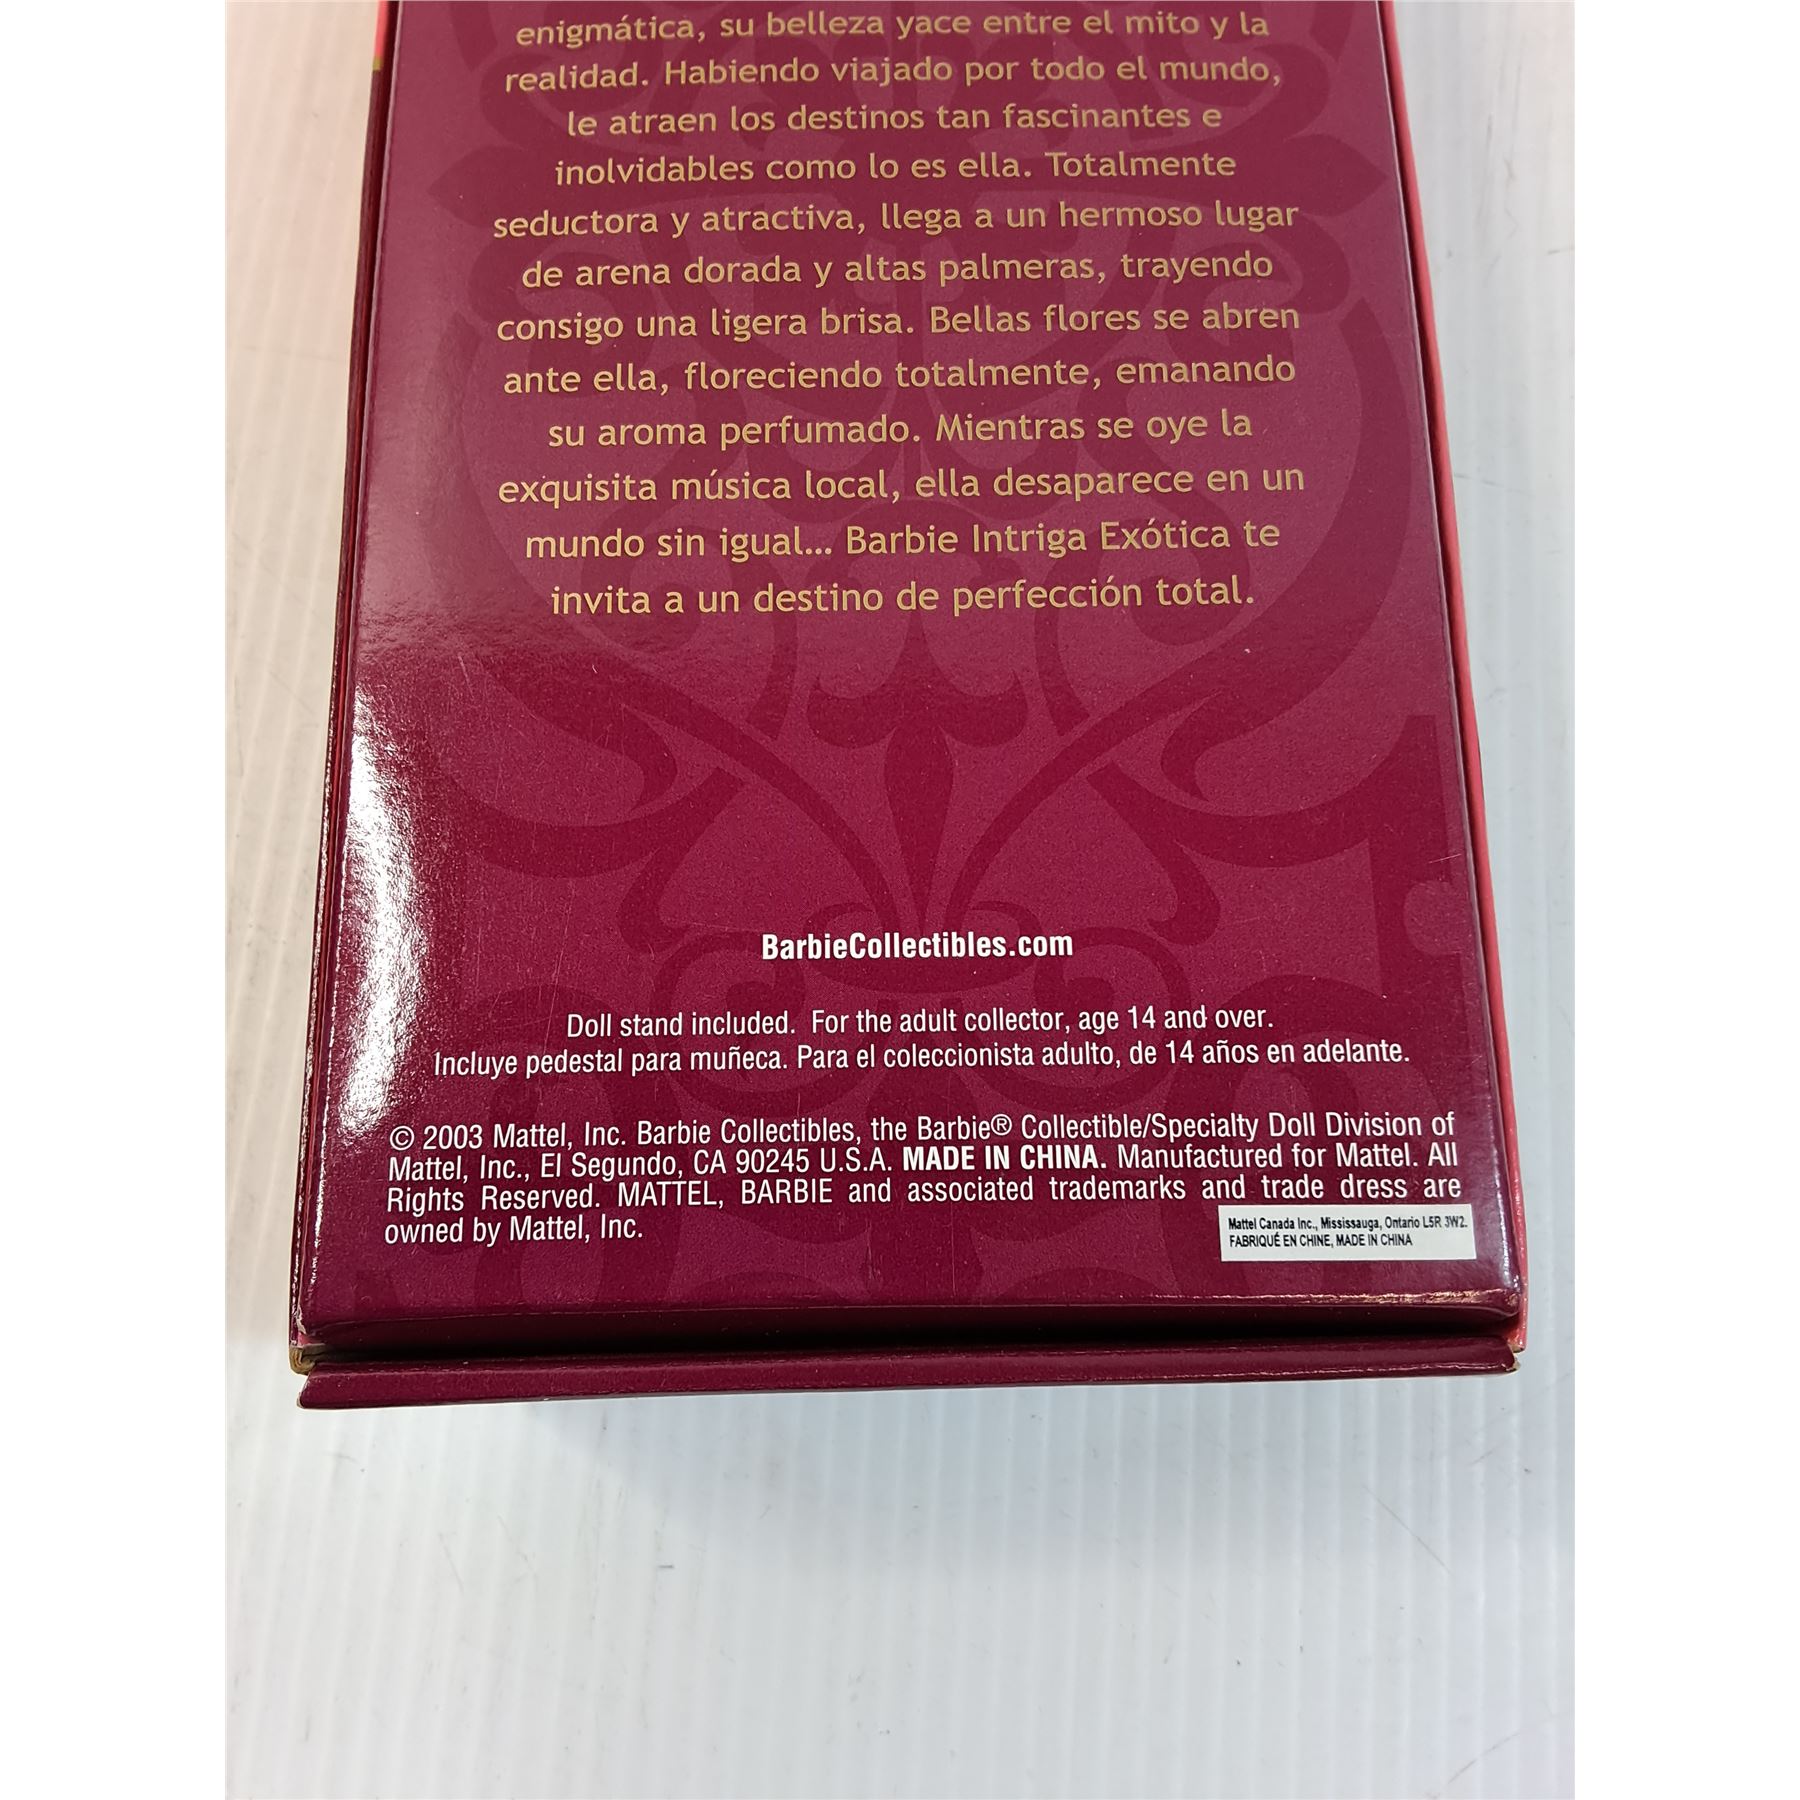 enigmática, su belleza yace entre el mito y la
realidad. Habiendo viajado por todo el mundo,
le atraen los destinos tan fascinantes e
inolvidables como lo es ella. Totalmente
seductora y atractiva, llega a un hermoso lugar
de arena dorada y altas palmeras, trayendo
consigo una ligera brisa. Bellas flores se abren
ante ella, floreciendo totalmente, emanando
su aroma perfumado. Mientras se oye la
exquisita música local, ella desaparece en un
mundo sin igual... Barbie Intriga Exótica te
invita a un destino de perfección total.
BarbieCollectibles.com
Doll stand included. For the adult collector, age 14 and over.
Incluye pedestal para muñeca. Para el coleccionista adulto, de 14 años en adelante.
© 2003 Mattel, Inc. Barbie Collectibles, the Barbie® Collectible/Specialty Doll Division of
Mattel, Inc., El Segundo, CA 90245 U.S.A. MADE IN CHINA. Manufactured for Mattel. All
Rights Reserved. MATTEL, BARBIE and associated trademarks and trade dress are
owned by Mattel, Inc.
Mattel Canada Inc., Mississauga, Ontario L5R 3W2.
FABRIQUÉ EN CHINE, MADE IN CHINA